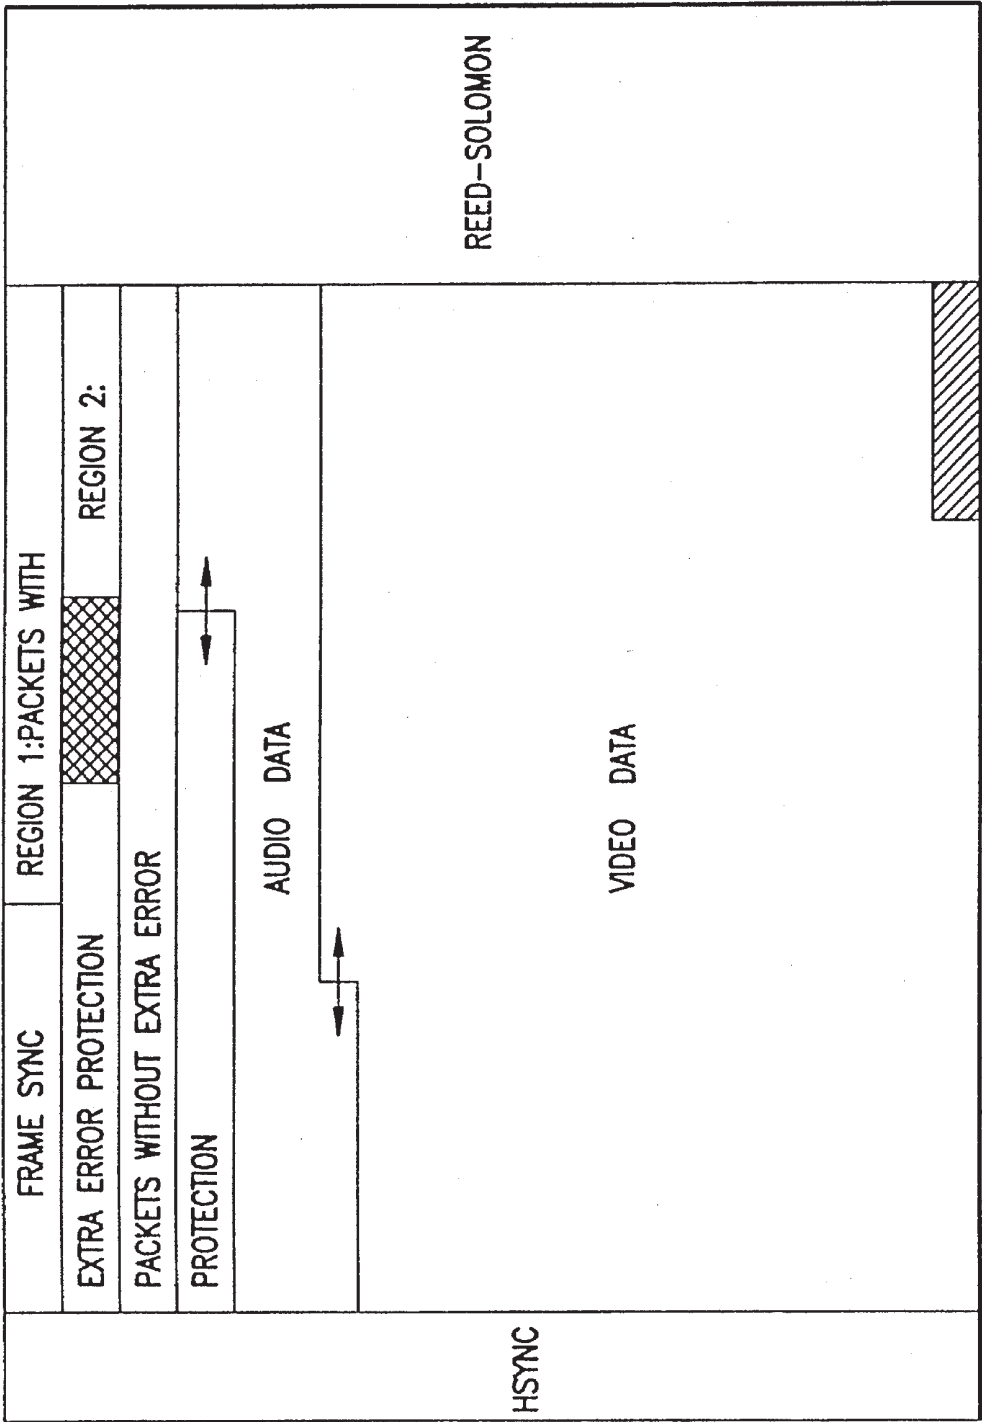 FRAME SYNC
REGION 1:PACKETS WITH
EXTRA ERROR PROTECTION
REGION 2:
PACKETS WITHOUT EXTRA ERROR
PROTECTION
AUDIO DATA
VIDEO DATA
HSYNC
REED-SOLOMON